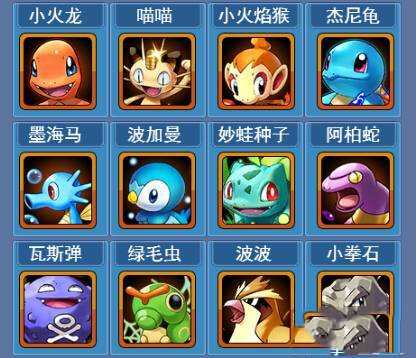 小火龙 喵喵 小火焰猴 杰尼龟
墨海马 波加曼 妙蛙种子 阿柏蛇
瓦斯弹 绿毛虫 波波 小拳石